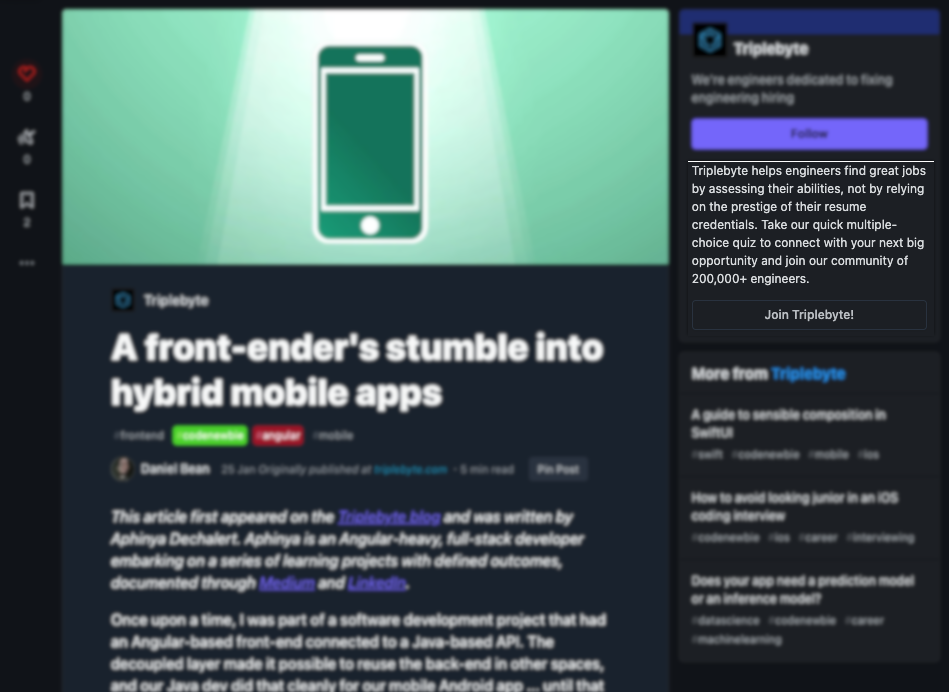 0
0
2
Triplebyte
A front-ender's stumble into
hybrid mobile apps
#frontend #codenewbie #angular #mobile
Daniel Bean 25 Jan Originally published at triplebyte.com ・5 min read Pin Post
This article first appeared on the Triplebyte blog and was written by
Aphinya Dechalert. Aphinya is an Angular-heavy, full-stack developer
embarking on a series of learning projects with defined outcomes,
documented through Medium and LinkedIn.
Once upon a time, I was part of a software development project that had
an Angular-based front-end connected to a Java-based API. The
decoupled layer made it possible to reuse the back-end in other spaces,
and our Java dev did that cleanly for our mobile Android app ... until that
Triplebyte
We're engineers dedicated to fixing
engineering hiring
Follow
Triplebyte helps engineers find great jobs
by assessing their abilities, not by relying
on the prestige of their resume
credentials. Take our quick multiple-
choice quiz to connect with your next big
opportunity and join our community of
200,000+ engineers.
Join Triplebyte!
More from Triplebyte
A guide to sensible composition in
SwiftUI
#swift #codenewbie #mobile #ios
How to avoid looking junior in an iOS
coding interview
#codenewbie #ios #career #interviewing
Does your app need a prediction model
or an inference model?
#datascience #codenewbie #career
#machinelearning